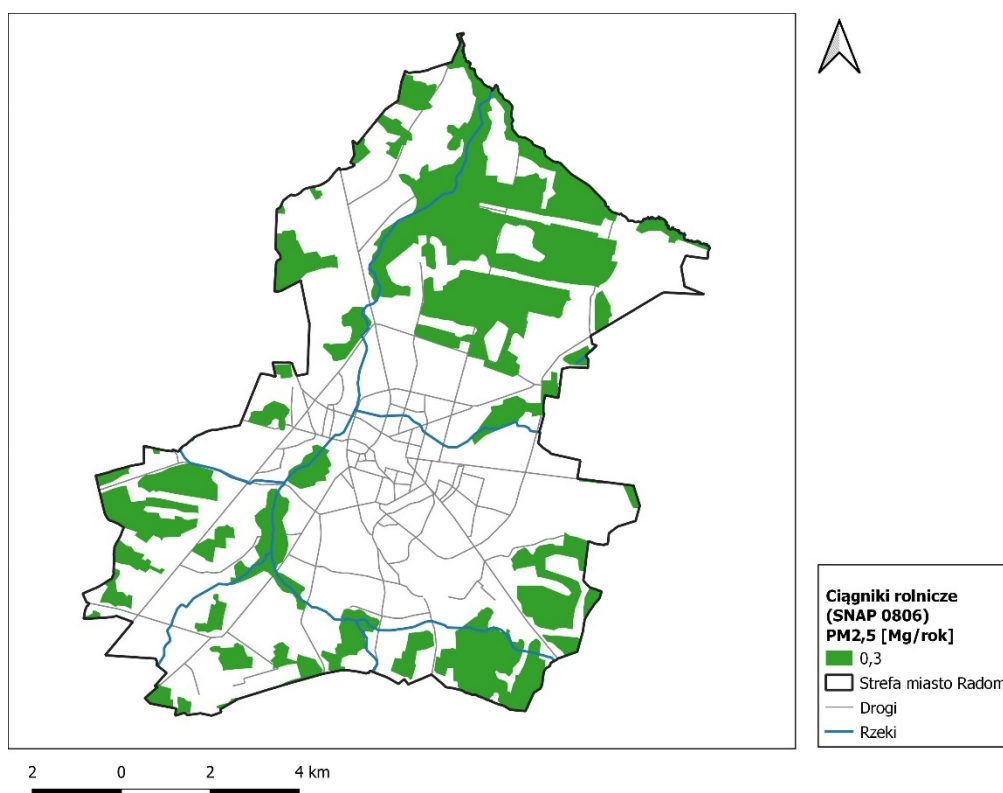 Ciągniki rolnicze
(SNAP 0806)
PM2,5 [Mg/rok]
0,3
Strefa miasto Radom
Drogi
Rzeki
2 0 2 4 km